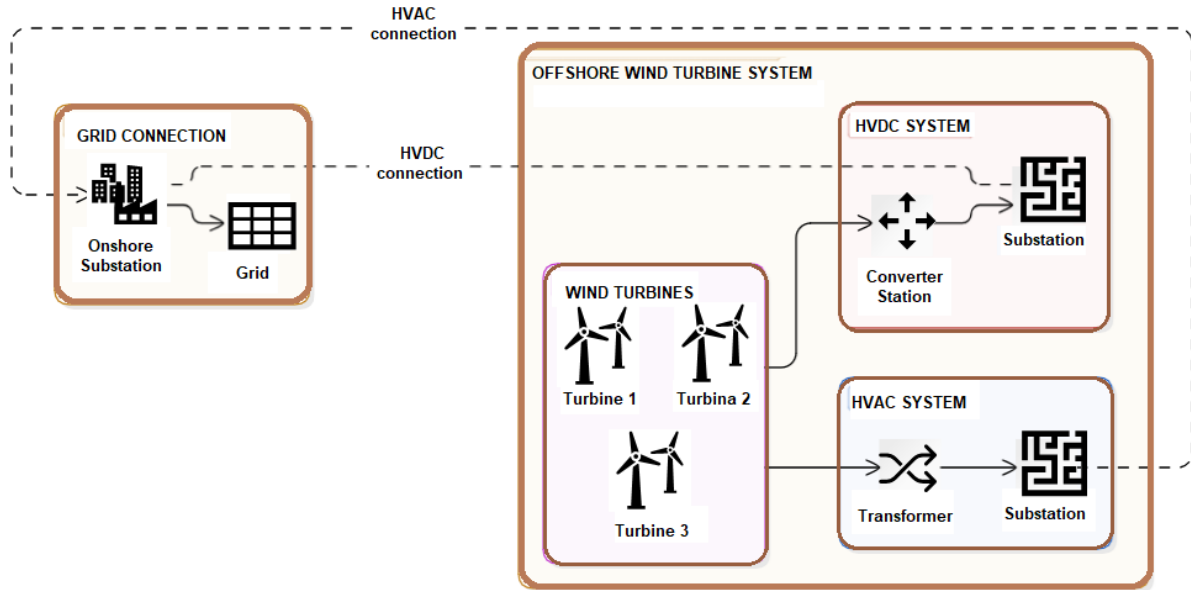 HVAC
connection
OFFSHORE WIND TURBINE SYSTEM
GRID CONNECTION
Onshore
Substation
Grid
HVDC
connection
HVDC SYSTEM
Converter
Station
Substation
WIND TURBINES
Turbine 1
Turbina 2
Turbine 3
HVAC SYSTEM
Transformer
Substation